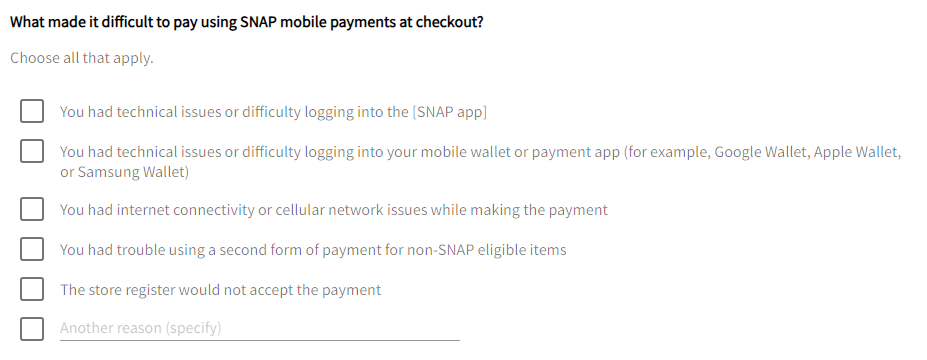 What made it difficult to pay using SNAP mobile payments at checkout?
Choose all that apply.
You had technical issues or difficulty logging into the [SNAP app]
You had technical issues or difficulty logging into your mobile wallet or payment app (for example, Google Wallet, Apple Wallet,
or Samsung Wallet)
You had internet connectivity or cellular network issues while making the payment
You had trouble using a second form of payment for non-SNAP eligible items
The store register would not accept the payment
Another reason (specify)